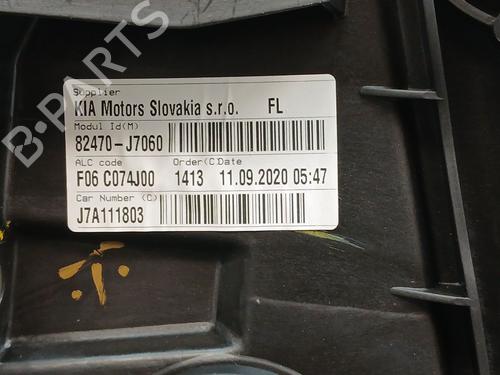 B-PARTS
Supplier
KIA Motors Slovakia s.r.o. FL
Modul Id(M)
82470-J7060
ALC code Order(C) Date
F06 C074J00 1413 11.09.2020 05:47
Car Number (C)
J7A111803